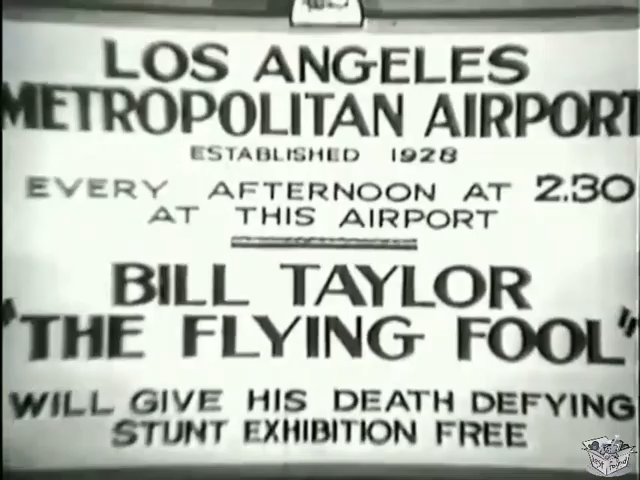 LOS ANGELES
METROPOLITAN AIRPORT
ESTABLISHED 1928
EVERY AFTERNOON AT 2.30
AT THIS AIRPORT
BILL TAYLOR
"THE FLYING FOOL"
WILL GIVE HIS DEATH DEFYING
STUNT EXHIBITION FREE